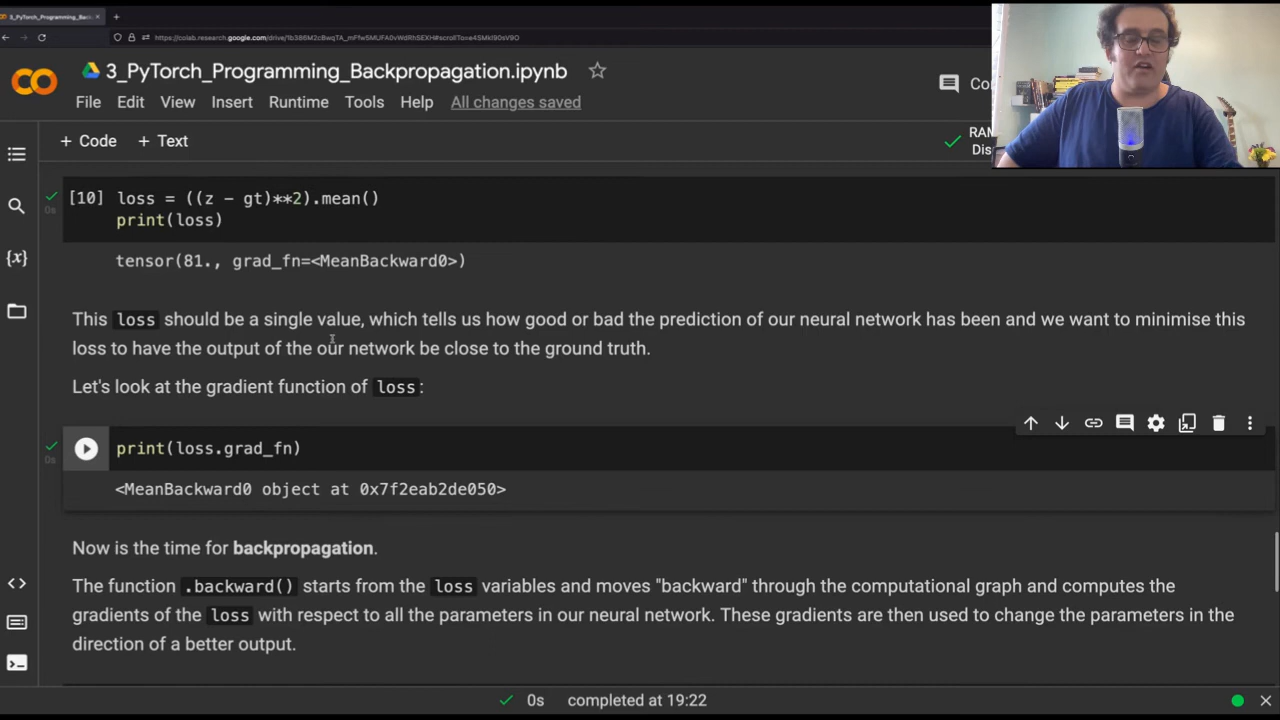 3_PyTorch_Programming_Back
3_PyTorch_Programming_Backpropagation.ipynb
File Edit View Insert Runtime Tools Help All changes saved
+ Code + Text
RAM
Dis
[10] loss = ((z - gt)**2).mean()
print(loss)
0s
tensor(81., grad_fn=<MeanBackward0>)
This loss should be a single value, which tells us how good or bad the prediction of our neural network has been and we want to minimise this
loss to have the output of the our network be close to the ground truth.
Let's look at the gradient function of loss:
print(loss.grad_fn)
0s
<MeanBackward0 object at 0x7f2eab2de050>
Now is the time for backpropagation.
The function .backward() starts from the loss variables and moves "backward" through the computational graph and computes the
gradients of the loss with respect to all the parameters in our neural network. These gradients are then used to change the parameters in the
direction of a better output.
0s completed at 19:22